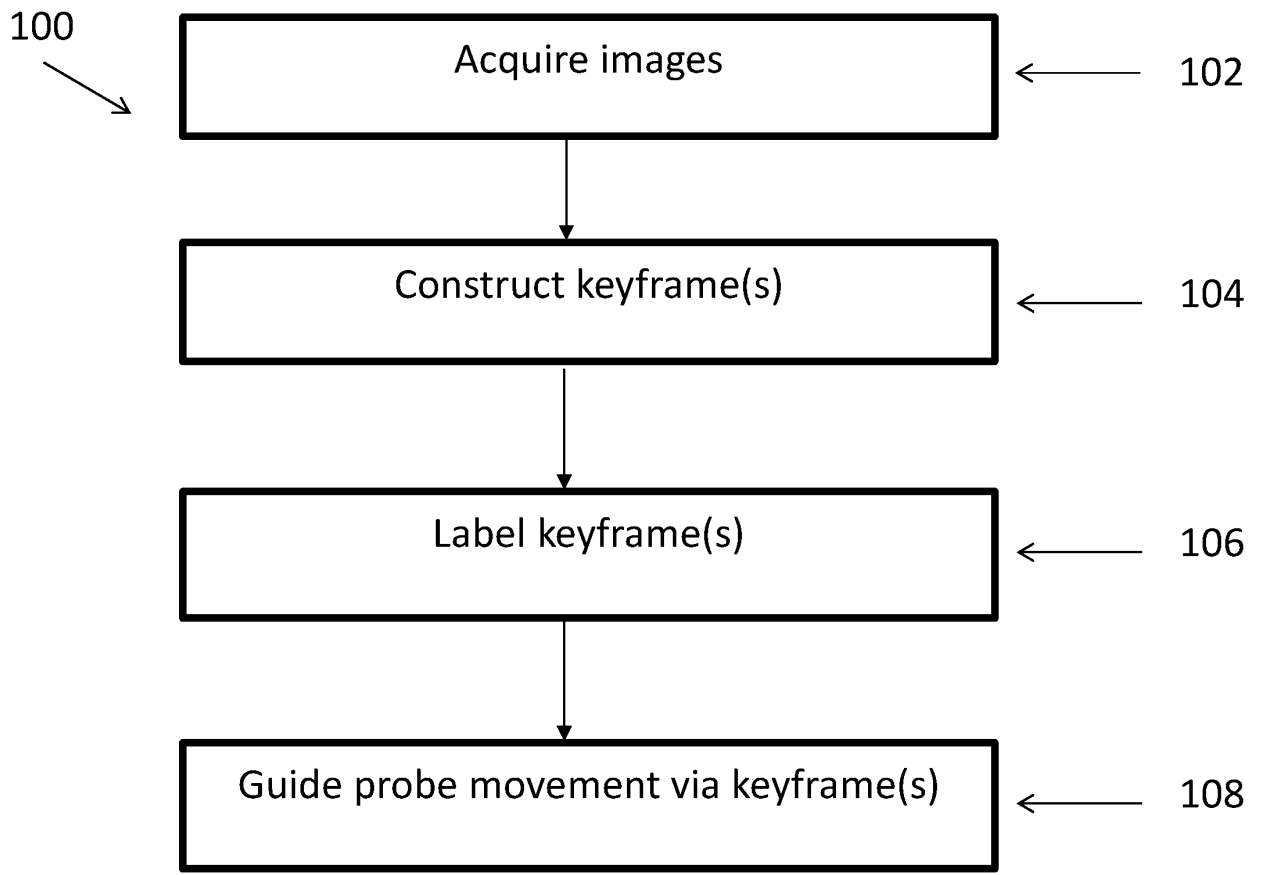 100
Acquire images
102
Construct keyframe(s)
104
Label keyframe(s)
106
Guide probe movement via keyframe(s)
108